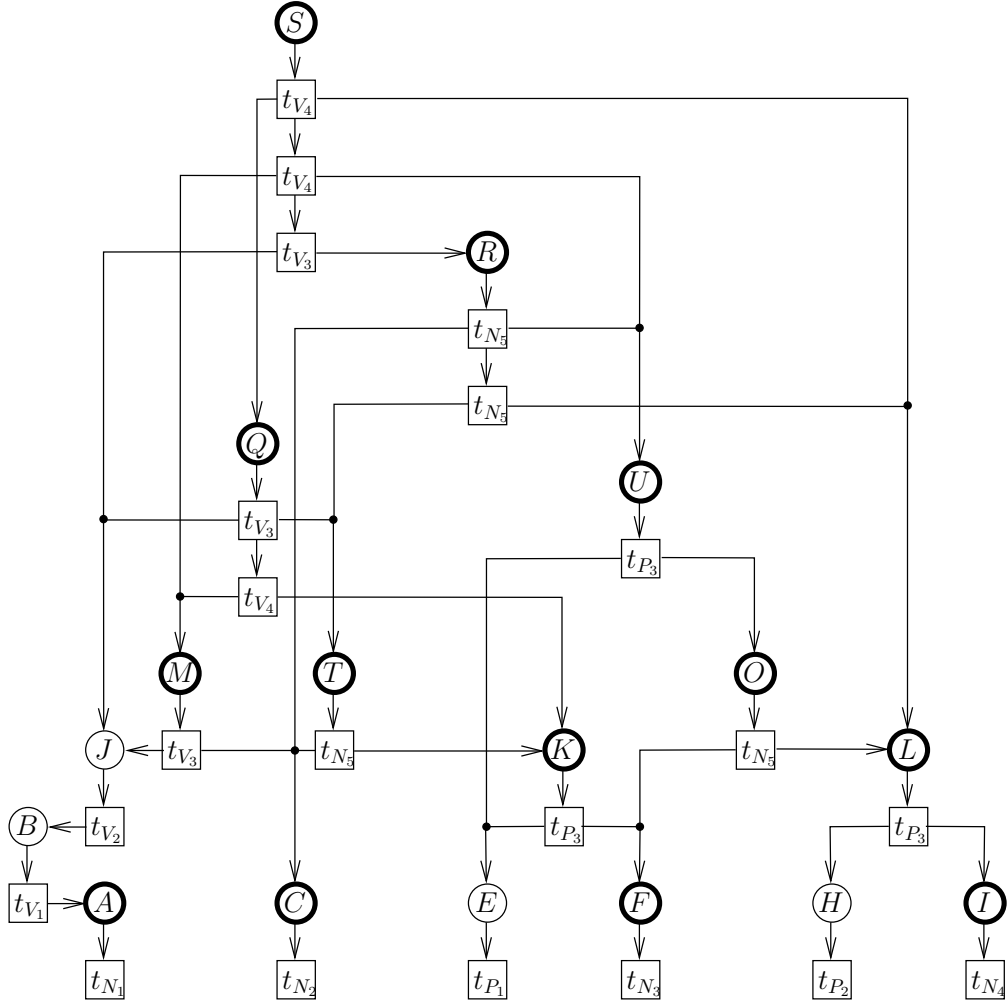 S
t_{V_4}
t_{V_4}
t_{V_3} R
t_{N_5}
t_{N_5}
Q
U
t_{V_3}
t_{P_3}
t_{V_4}
M T O
J t_{V_3} t_{N_5} K t_{N_5} L
B t_{V_2} t_{P_3} t_{P_3}
t_{V_1} A C E F H I
t_{N_1} t_{N_2} t_{P_1} t_{N_3} t_{P_2} t_{N_4}